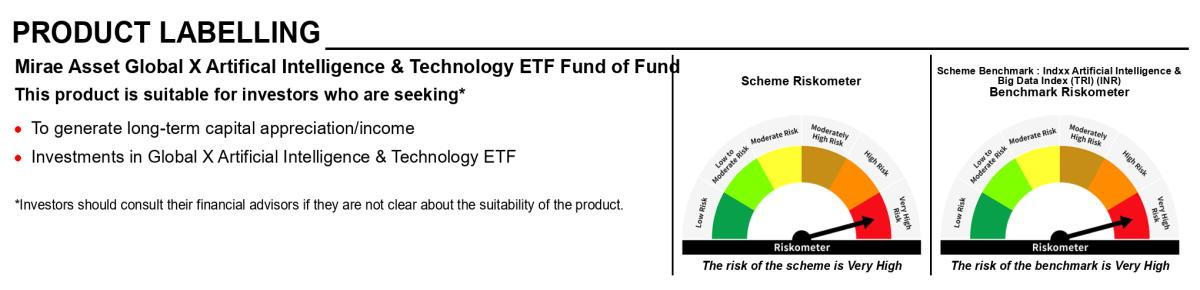 PRODUCT LABELLING
Mirae Asset Global X Artifical Intelligence & Technology ETF Fund of Fund
This product is suitable for investors who are seeking*
To generate long-term capital appreciation/income
Investments in Global X Artificial Intelligence & Technology ETF
*Investors should consult their financial advisors if they are not clear about the suitability of the product.
Scheme Riskometer
Low Risk
Low to
Moderate Risk
Moderate Risk
Moderately
High Risk
High Risk
Very High
Risk
Riskometer
The risk of the scheme is Very High
Scheme Benchmark : Indxx Artificial Intelligence &
Big Data Index (TRI) (INR)
Benchmark Riskometer
Low Risk
Low to
Moderate Risk
Moderate Risk
Moderately
High Risk
High Risk
Very High
Risk
Riskometer
The risk of the benchmark is Very High